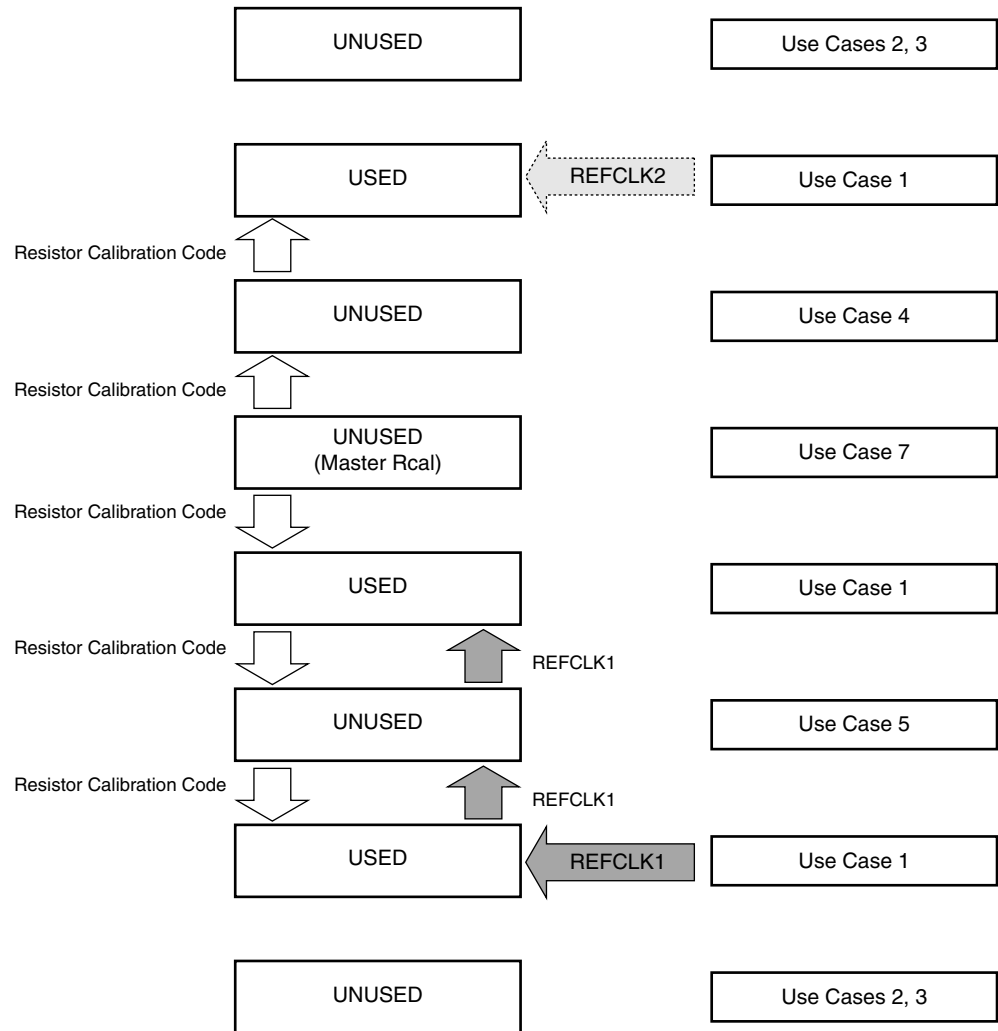 UNUSED
Use Cases 2, 3
USED
REFCLK2
Use Case 1
Resistor Calibration Code
UNUSED
Use Case 4
Resistor Calibration Code
UNUSED
(Master Rcal)
Use Case 7
Resistor Calibration Code
USED
Use Case 1
Resistor Calibration Code
REFCLK1
UNUSED
Use Case 5
Resistor Calibration Code
REFCLK1
USED
REFCLK1
Use Case 1
UNUSED
Use Cases 2, 3